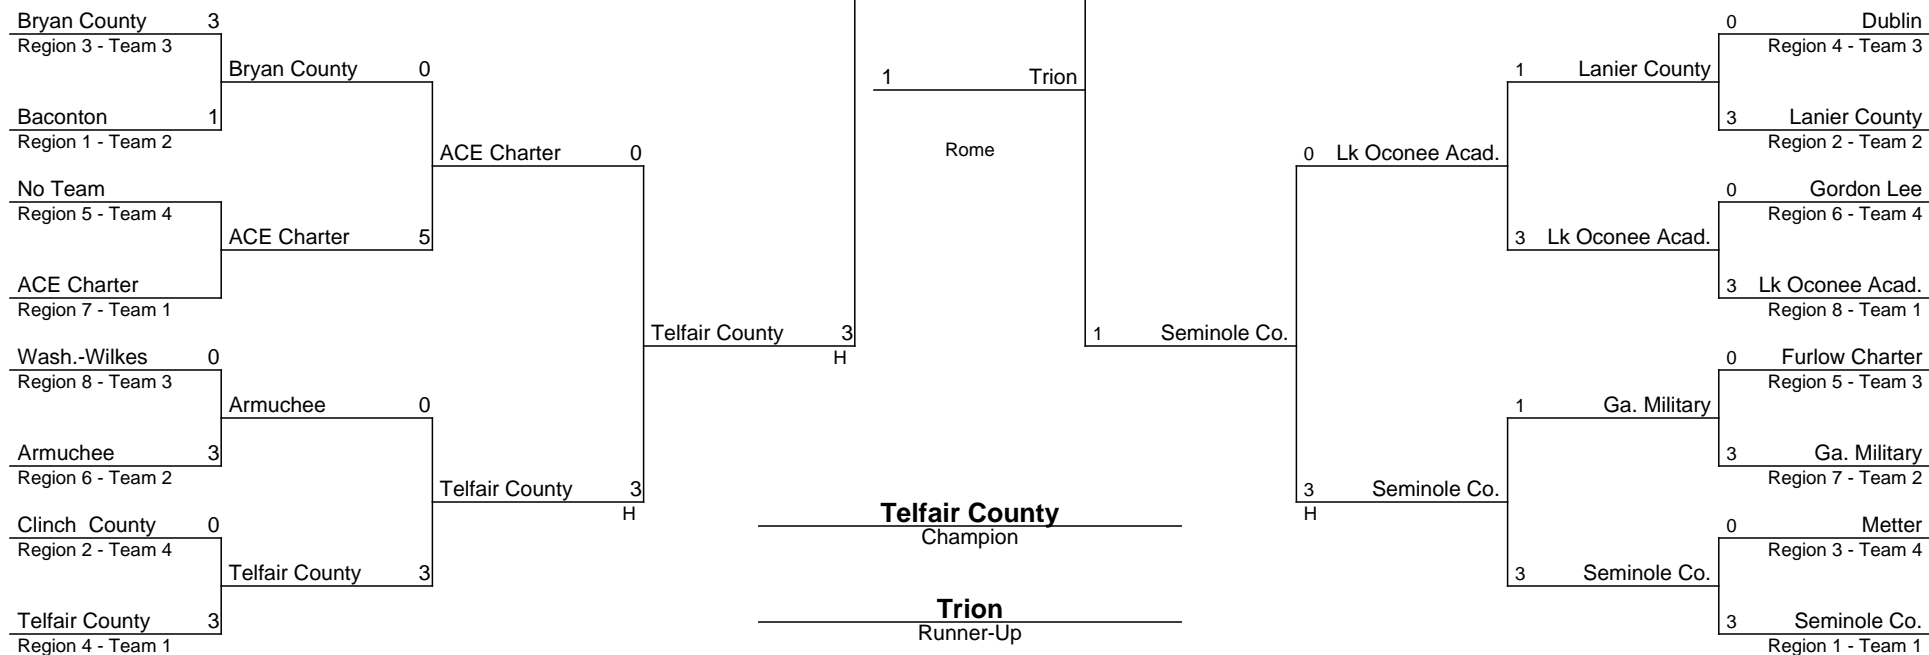 Bryan County 3
Region 3 - Team 3
Bryan County 0
Baconton 1
Region 1 - Team 2
ACE Charter 0
No Team
Region 5 - Team 4
ACE Charter 5
ACE Charter
Region 7 - Team 1
Telfair County 3
H
Wash.-Wilkes 0
Region 8 - Team 3
Armuchee 0
Armuchee 3
Region 6 - Team 2
Telfair County 3
H
Clinch County 0
Region 2 - Team 4
Telfair County 3
Telfair County 3
Region 4 - Team 1
1 Trion
Rome
Telfair County
Champion
Trion
Runner-Up
0 Dublin
Region 4 - Team 3
1 Lanier County
3 Lanier County
Region 2 - Team 2
0 Lk Oconee Acad.
0 Gordon Lee
Region 6 - Team 4
3 Lk Oconee Acad.
3 Lk Oconee Acad.
Region 8 - Team 1
1 Seminole Co.
0 Furlow Charter
Region 5 - Team 3
1 Ga. Military
3 Ga. Military
Region 7 - Team 2
3 Seminole Co.
H
0 Metter
Region 3 - Team 4
3 Seminole Co.
3 Seminole Co.
Region 1 - Team 1